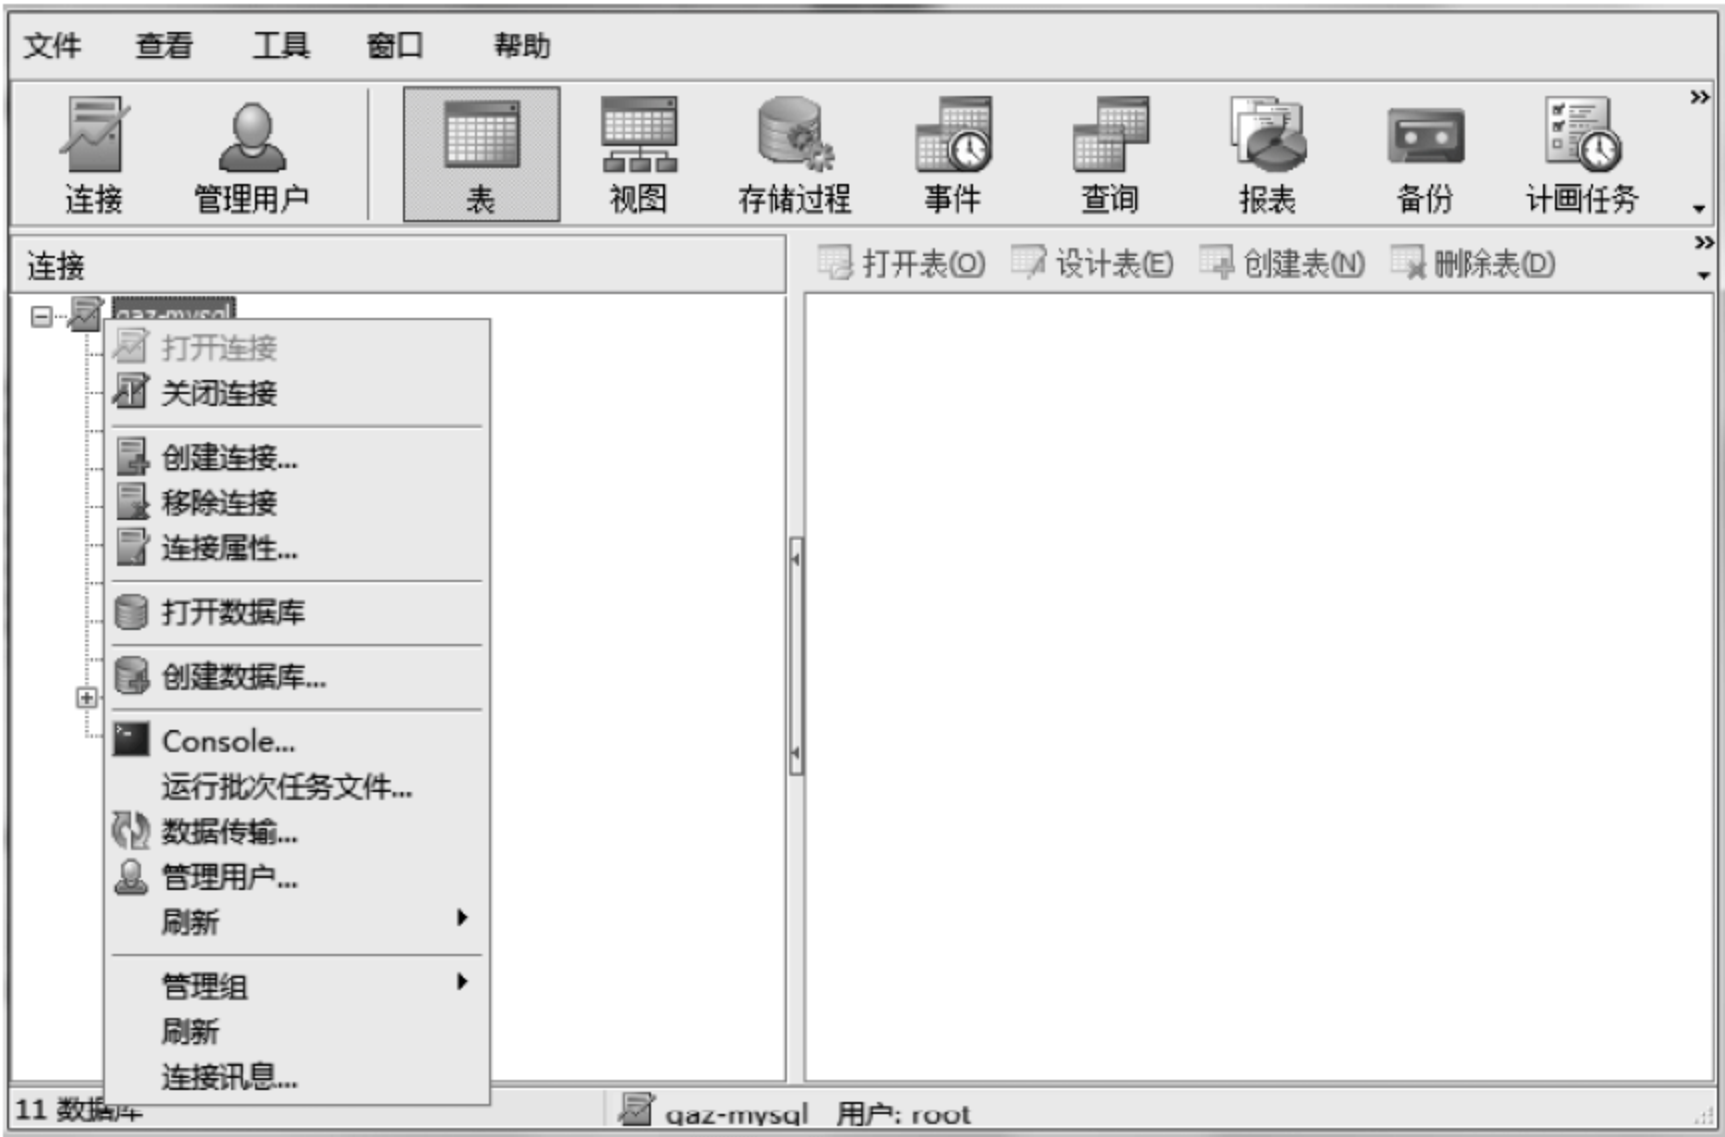 文件 查看 工具 窗口 帮助
连接 管理用户 表 视图 存储过程 事件 查询 报表 备份 计画任务
连接
打开表(O) 设计表(E) 创建表(N) 删除表(D)
qaz-mysql
打开连接
关闭连接
创建连接...
移除连接
连接属性...
打开数据库
创建数据库...
Console...
运行批次任务文件...
数据传输...
管理用户...
刷新
管理组
刷新
连接讯息...
11 数据库 qaz-mysql 用户: root